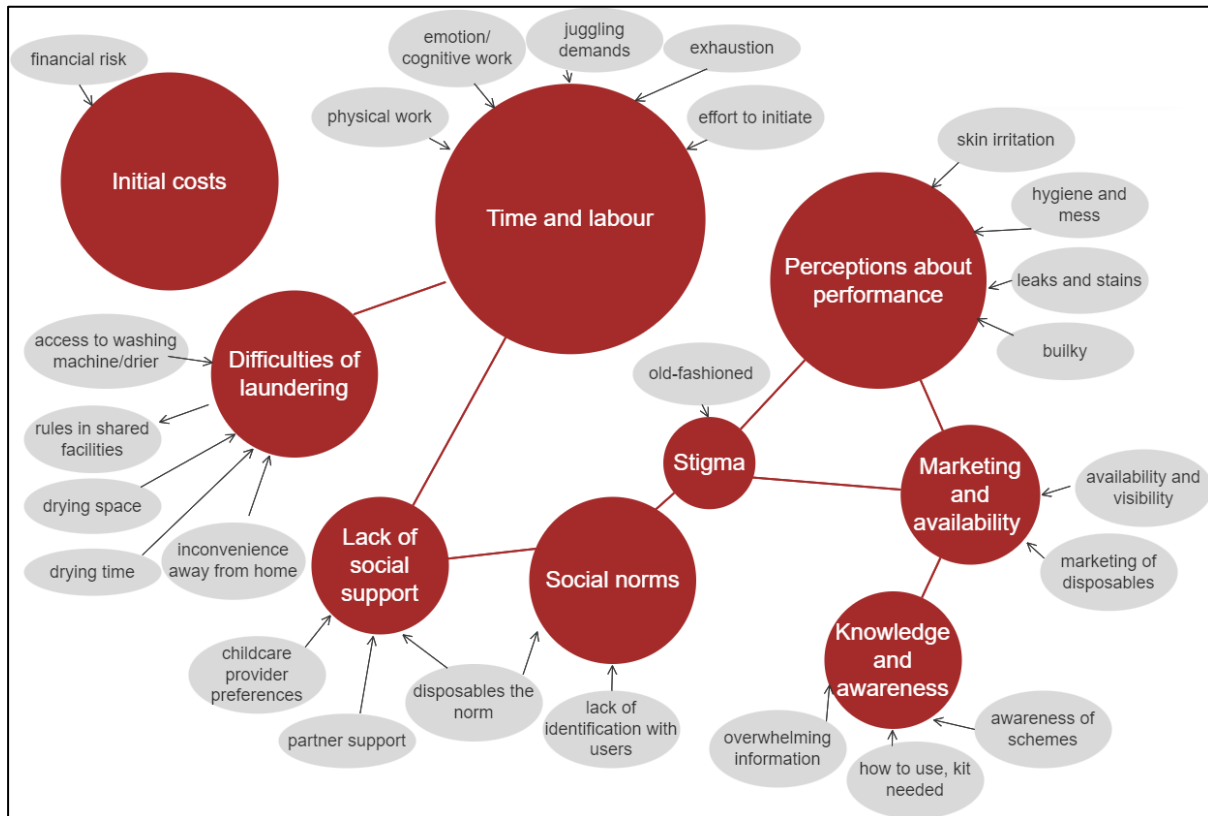 financial risk
Initial costs
emotion/
cognitive work
juggling
demands
exhaustion
physical work
effort to initiate
Time and labour
skin irritation
hygiene and
mess
leaks and stains
builky
Perceptions about
performance
access to washing
machine/drier
rules in shared
facilities
drying space
drying time
inconvenience
away from home
Difficulties of
laundering
old-fashioned
Stigma
Marketing
and
availability
availability and
visibility
marketing of
disposables
Lack of
social
support
childcare
provider
preferences
partner support
disposables the
norm
Social norms
lack of
identification with
users
Knowledge
and
awareness
overwhelming
information
how to use, kit
needed
awareness of
schemes